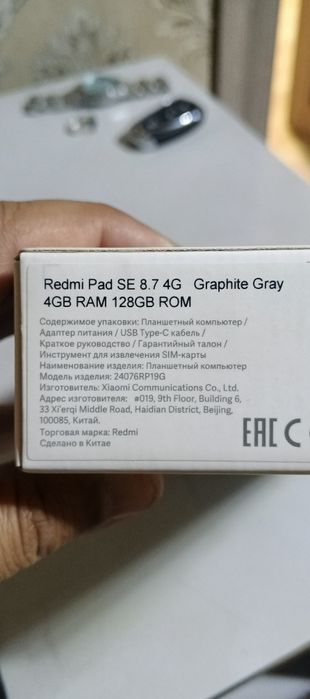 Redmi Pad SE 8.7 4G Graphite Gray
4GB RAM 128GB ROM
Содержимое упаковки: Планшетный компьютер /
Адаптер питания / USB Type-C кабель /
Краткое руководство / Гарантийный талон /
Инструмент для извлечения SIM-карты
Наименование изделия: Планшетный компьютер
Модель изделия: 24076RP19G
Изготовитель: Xiaomi Communications Co., Ltd.
Адрес изготовителя: #019, 9th Floor, Building 6,
33 Xi'erqi Middle Road, Haidian District, Beijing,
100085, Китай.
Торговая марка: Redmi
Сделано в Китае
EAC